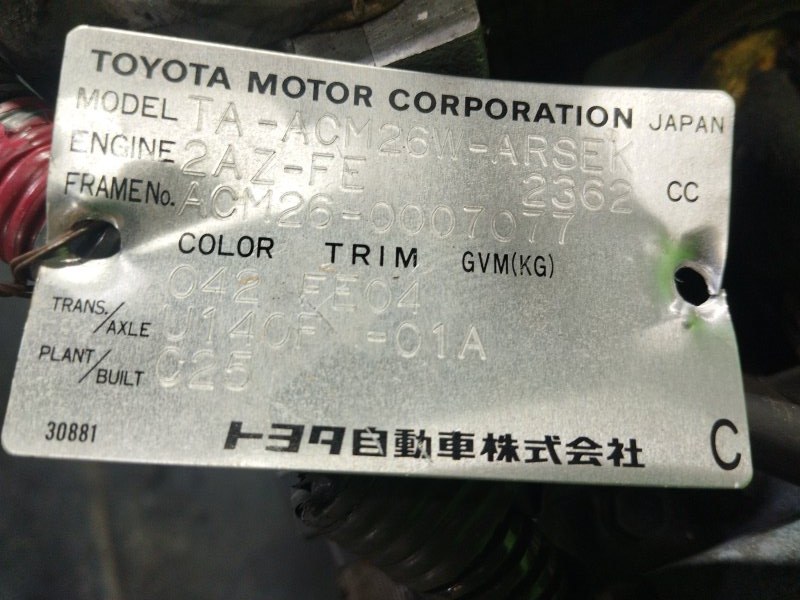 TOYOTA MOTOR CORPORATION JAPAN
MODEL TA-ACM26W-ARSEK
ENGINE 2AZ-FE 2362 CC
FRAME No. ACM26-0007077
COLOR TRIM GVM(KG)
042 FE04
TRANS./AXLE U140F -01A
PLANT/BUILT C25
30881 トヨタ自動車株式会社 C